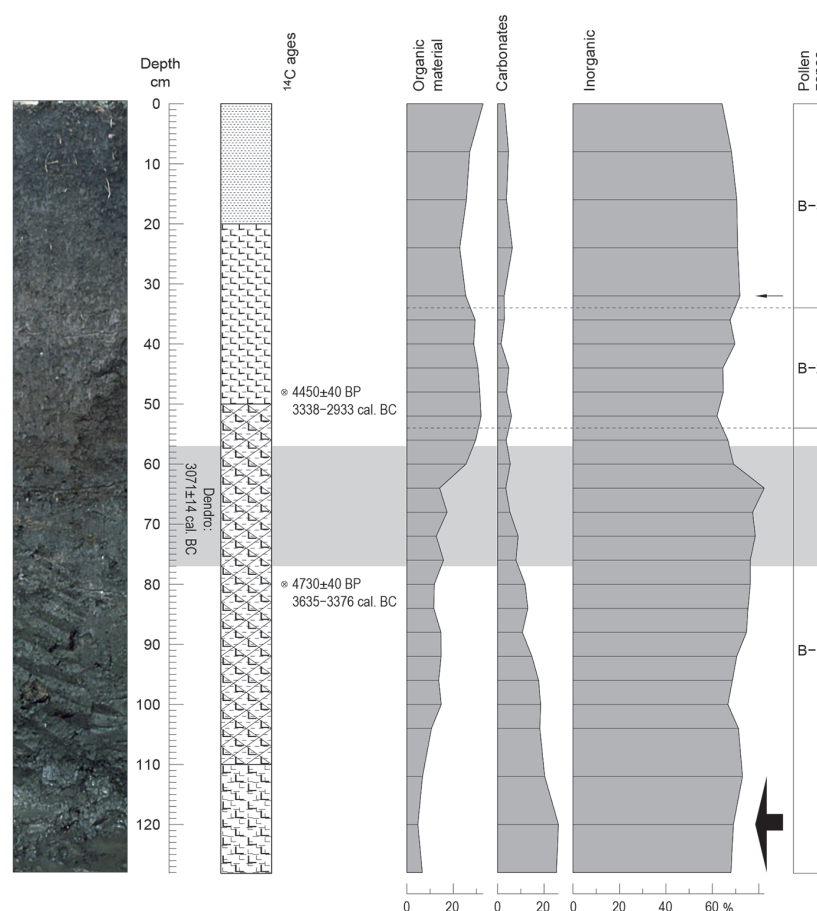 Depth
cm
¹⁴C ages
Organic
material
Carbonates
Inorganic
Pollen
0
10
20
30
40
50
60
70
80
90
100
110
120
4450±40 BP
3338–2933 cal. BC
Dendro:
3071±14 cal. BC
4730±40 BP
3635–3376 cal. BC
B–
B–
B–
0 20 0 20 0 20 40 60 %